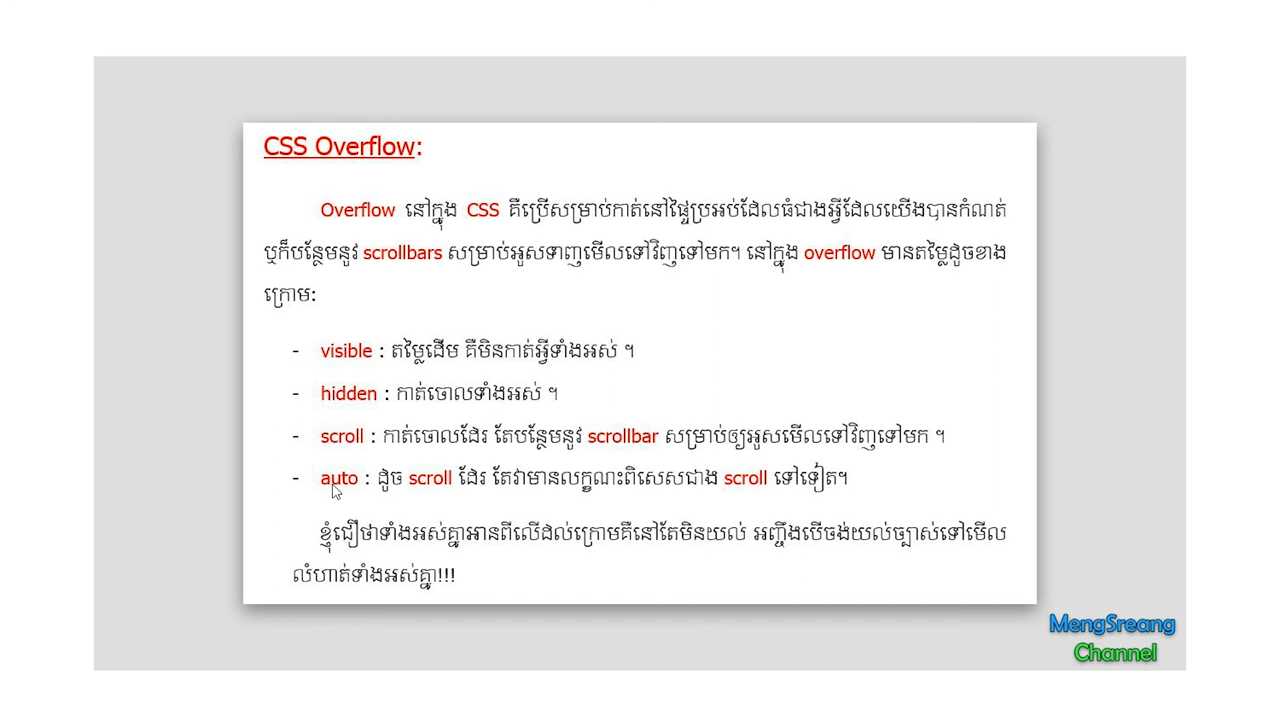 CSS Overflow:
Overflow នៅក្នុង CSS គឺប្រើសម្រាប់កាត់នៅផ្ទៃប្រអប់ដែលធំជាងអ្វីដែលយើងបានកំណត់
ឬក៏បន្ថែមនូវ scrollbars សម្រាប់អូសទាញមើលទៅវិញទៅមក។ នៅក្នុង overflow មានតម្លៃដូចខាង
ក្រោម:
- visible : តម្លៃដើម គឺមិនកាត់អ្វីទាំងអស់ ។
- hidden : កាត់ចោលទាំងអស់ ។
- scroll : កាត់ចោលដែរ តែបន្ថែមនូវ scrollbar សម្រាប់ឲ្យអូសមើលទៅវិញទៅមក ។
- auto : ដូច scroll ដែរ តែវាមានលក្ខណះពិសេសជាង scroll ទៅទៀត។
ខ្ញុំជឿថាទាំងអស់គ្នាអានពីលើដល់ក្រោមគឺនៅតែមិនយល់ អញ្ចឹងបើចង់យល់ច្បាស់ទៅមើល
លំហាត់ទាំងអស់គ្នា!!!
MengSreang
Channel